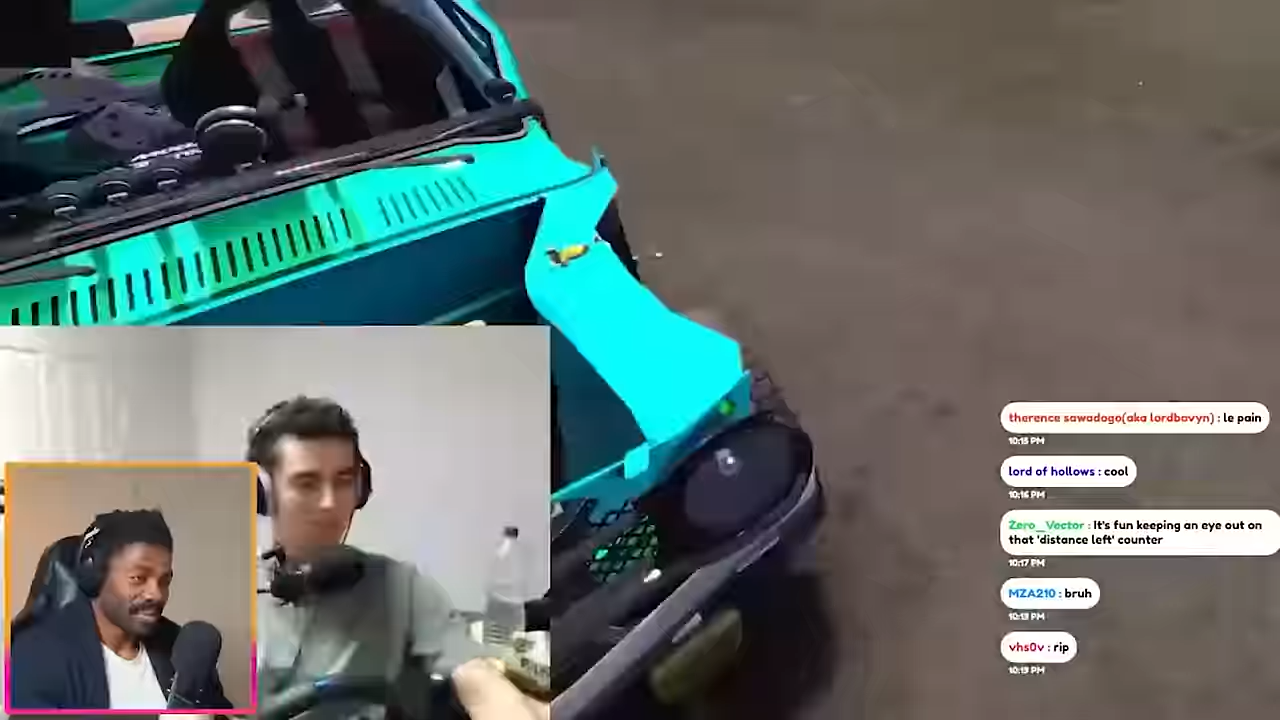 therence sawadogo(aka lordbavyn) : le pain
10:15 PM
lord of hollows : cool
10:16 PM
Zero_Vector : It's fun keeping an eye out on
that 'distance left' counter
10:17 PM
MZA210 : bruh
10:19 PM
vhs0v : rip
10:19 PM